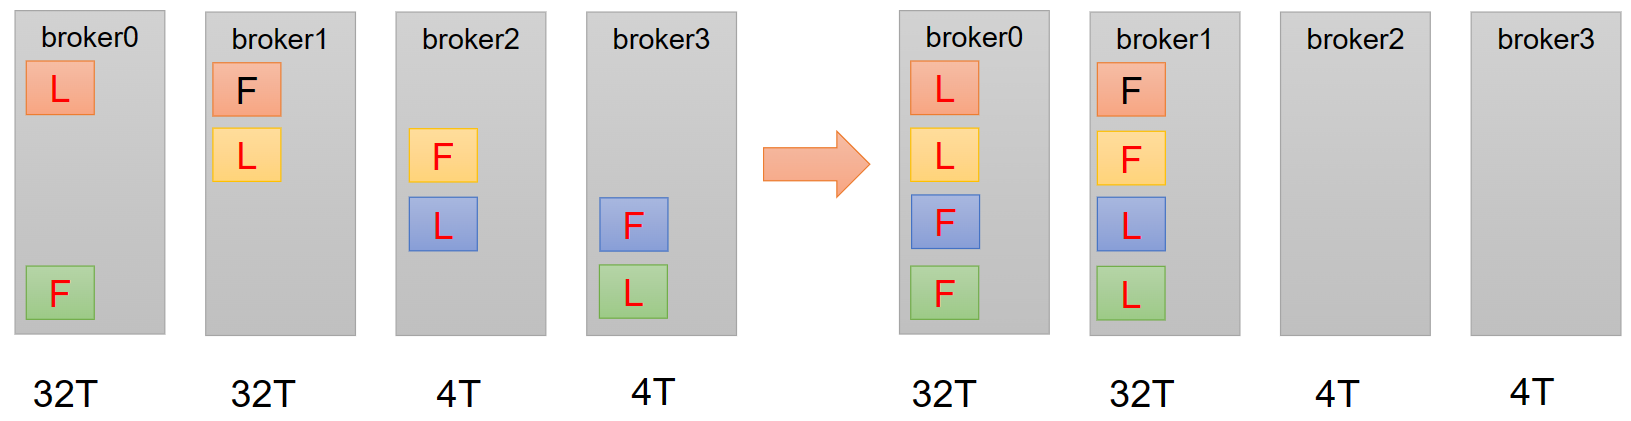 broker0 broker1 broker2 broker3 broker0 broker1 broker2 broker3
L F L F
L F L F
L F F L
F L F L
32T 32T 4T 4T 32T 32T 4T 4T